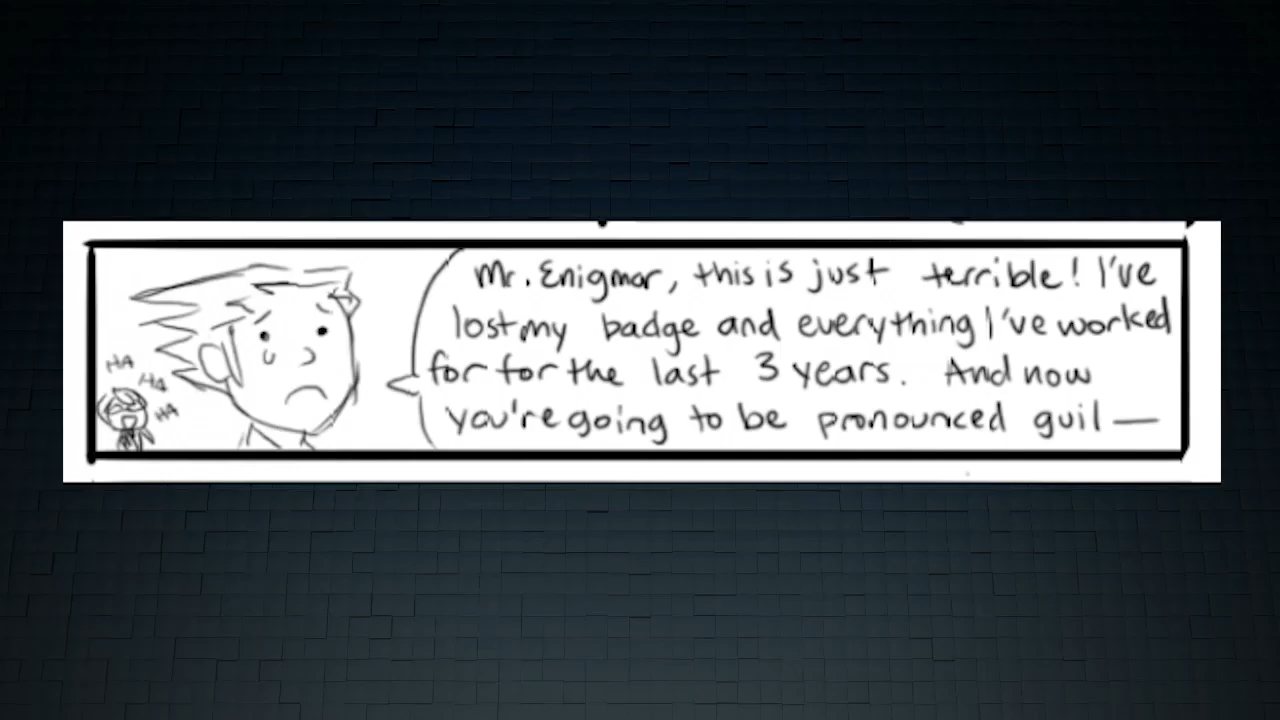 HA
HA
HA
Mr. Enigmar, this is just terrible! I've
lost my badge and everything I've worked
for for the last 3 years. And now
you're going to be pronounced guil—